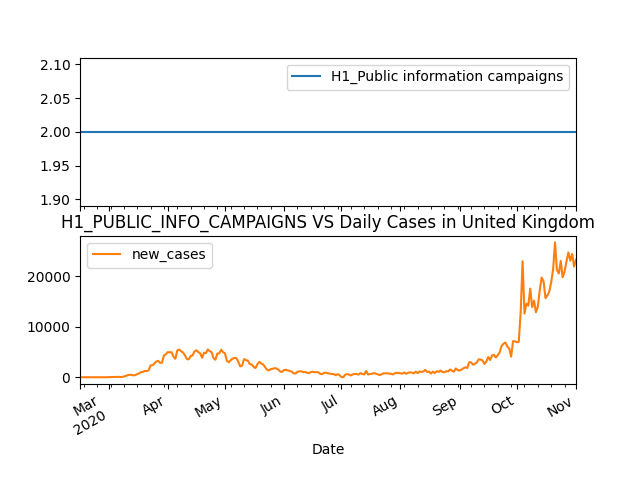 2.10
2.05
2.00
1.95
1.90
H1_Public information campaigns
H1_PUBLIC_INFO_CAMPAIGNS VS Daily Cases in United Kingdom
new_cases
20000
10000
0
Mar
2020
Apr
May
Jun
Jul
Aug
Sep
Oct
Nov
Date